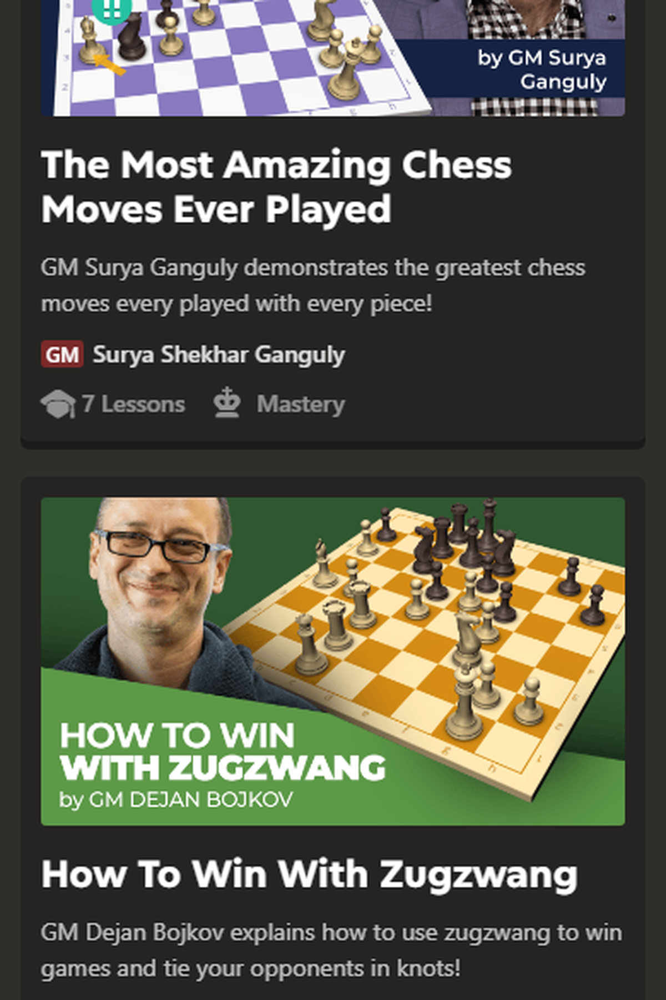 !!
by GM Surya
Ganguly
The Most Amazing Chess
Moves Ever Played
GM Surya Ganguly demonstrates the greatest chess
moves every played with every piece!
GM Surya Shekhar Ganguly
7 Lessons Mastery
HOW TO WIN
WITH ZUGZWANG
by GM DEJAN BOJKOV
How To Win With Zugzwang
GM Dejan Bojkov explains how to use zugzwang to win
games and tie your opponents in knots!